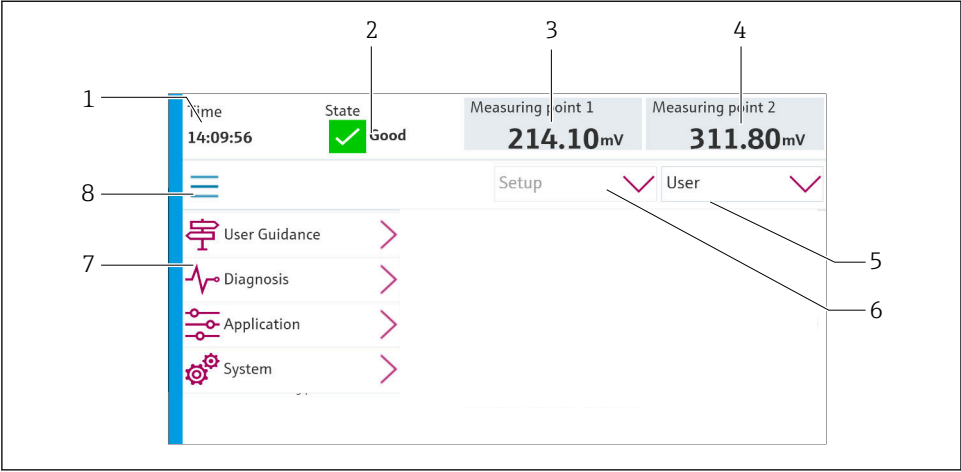 2 3 4
1 Time State Measuring point 1 Measuring point 2
14:09:56 Good 214.10mV 311.80mV
8 Setup User
User Guidance
7 Diagnosis 5
6
Application
System